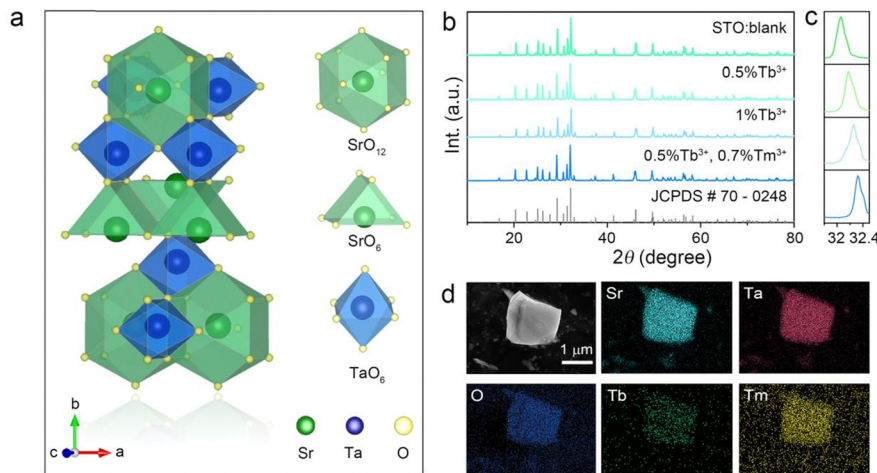 a
SrO12
SrO6
TaO6
b
c
a
Sr
Ta
O
b
Int. (a.u.)
STO:blank
0.5%Tb³⁺
1%Tb³⁺
0.5%Tb³⁺, 0.7%Tm³⁺
JCPDS # 70 - 0248
20
40
60
80
2θ (degree)
c
32
32.4
d
1 μm
Sr
Ta
O
Tb
Tm